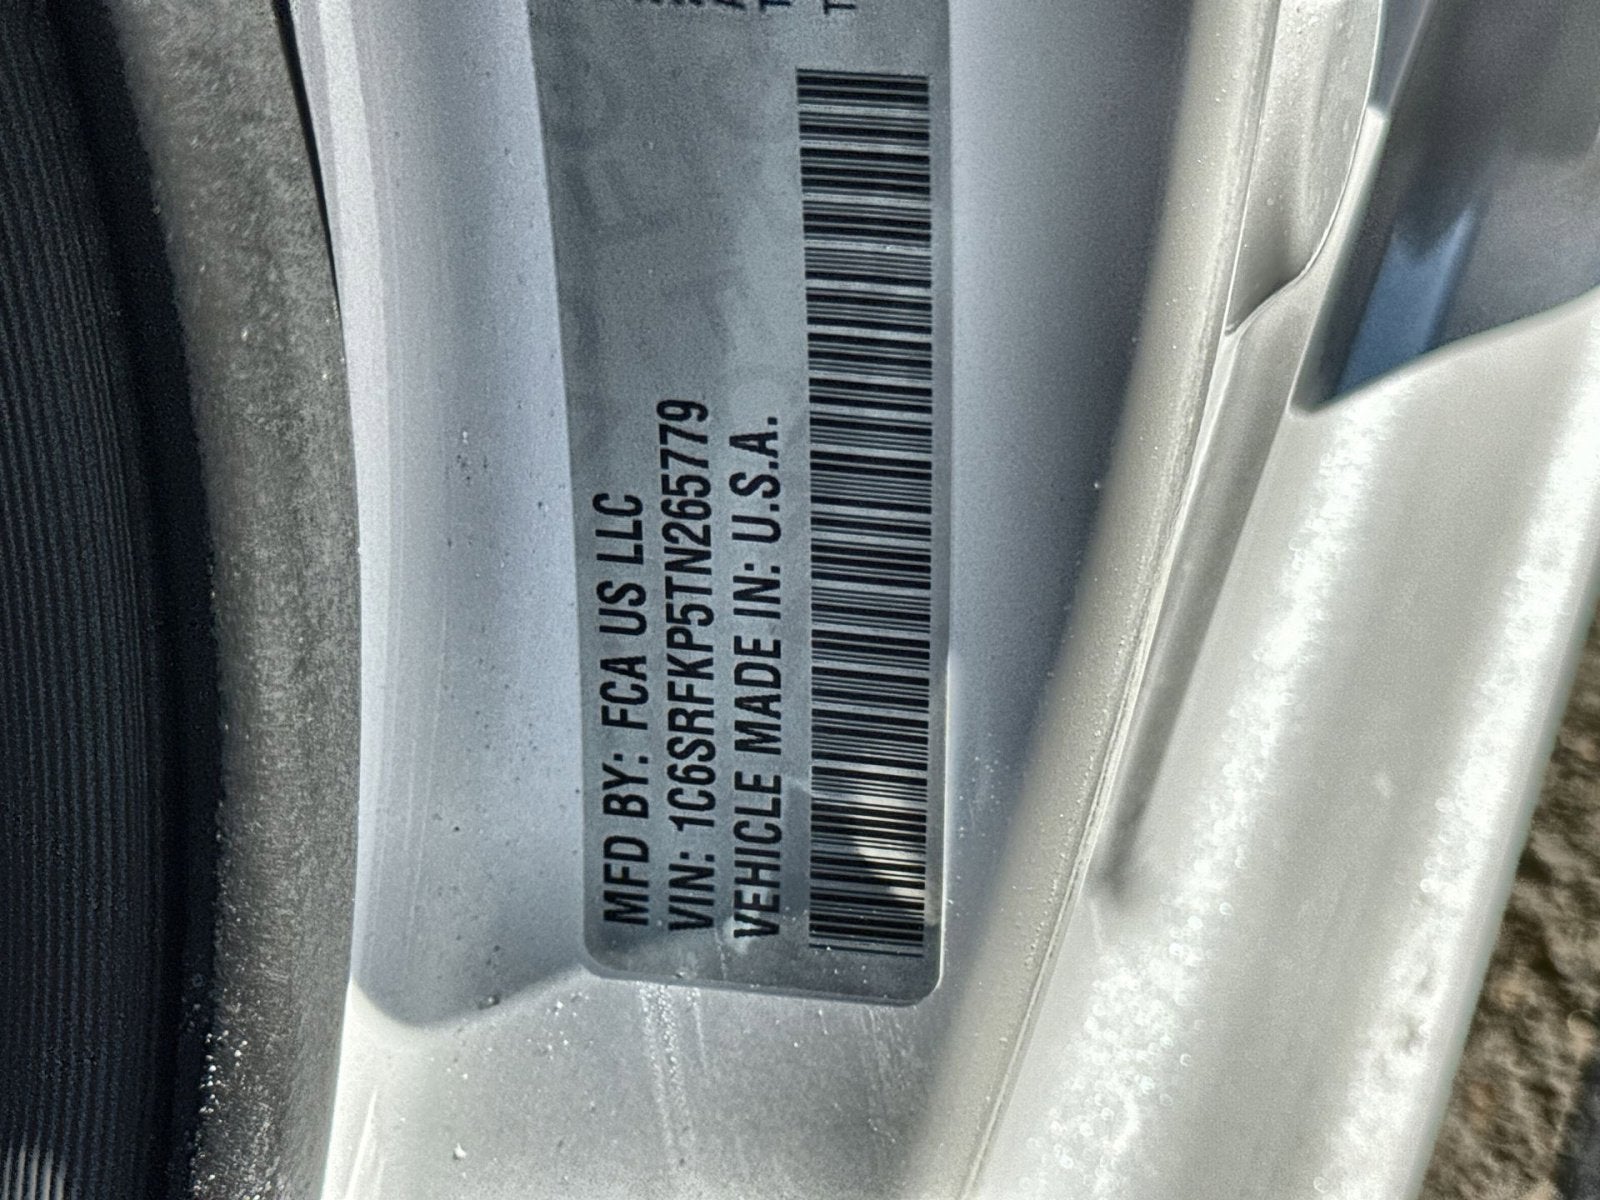 MFD BY: FCA US LLC
VIN: 1C6SRFKP5TN265779
VEHICLE MADE IN: U.S.A.